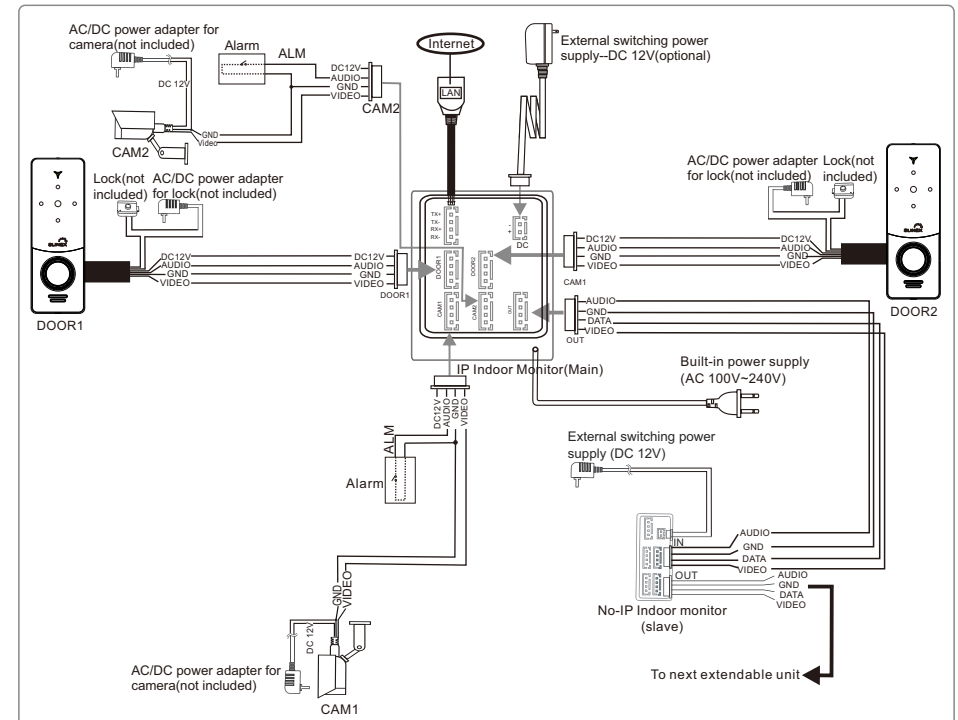 AC/DC power adapter for
camera(not included)
Alarm
ALM
DC 12V
DC12V
AUDIO
GND
VIDEO
CAM2
GND
Video
CAM2
Internet
LAN
External switching power
supply--DC 12V(optional)
Lock(not
included)
AC/DC power adapter
for lock(not included)
DC12V
AUDIO
GND
VIDEO
DC12V
AUDIO
GND
VIDEO
DOOR1
DOOR1
TX+
TX-
RX+
RX-
-
+
DC
DOOR1
DOOR2
CAM1
CAM2
OUT
IP Indoor Monitor(Main)
AC/DC power adapter
for lock(not included)
Lock(not
included)
DC12V
AUDIO
GND
VIDEO
DC12V
AUDIO
GND
VIDEO
CAM1
DOOR2
AUDIO
GND
DATA
VIDEO
OUT
Built-in power supply
(AC 100V~240V)
DC12V
AUDIO
GND
VIDEO
ALM
Alarm
GND
VIDEO
DC 12V
AC/DC power adapter for
camera(not included)
CAM1
External switching power
supply (DC 12V)
IN
AUDIO
GND
DATA
VIDEO
OUT
AUDIO
GND
DATA
VIDEO
No-IP Indoor monitor
(slave)
To next extendable unit